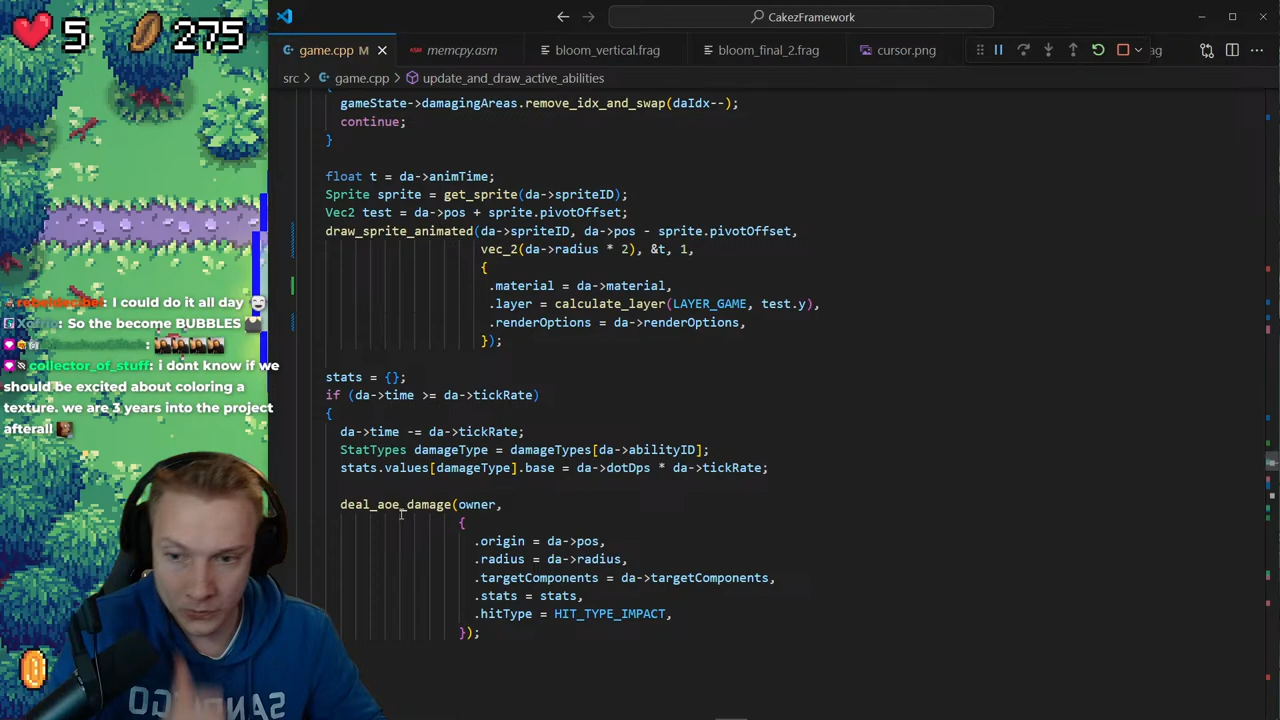 5 275
CakezFramework
game.cpp M memcpy.asm bloom_vertical.frag bloom_final_2.frag cursor.png ag
src > game.cpp > update_and_draw_active_abilities
{
gameState->damagingAreas.remove_idx_and_swap(daIdx--);
continue;
}
float t = da->animTime;
Sprite sprite = get_sprite(da->spriteID);
Vec2 test = da->pos + sprite.pivotOffset;
draw_sprite_animated(da->spriteID, da->pos - sprite.pivotOffset,
vec_2(da->radius * 2), &t, 1,
{
.material = da->material,
.layer = calculate_layer(LAYER_GAME, test.y),
.renderOptions = da->renderOptions,
});
stats = {};
if (da->time >= da->tickRate)
{
da->time -= da->tickRate;
StatTypes damageType = damageTypes[da->abilityID];
stats.values[damageType].base = da->dotDps * da->tickRate;
deal_aoe_damage(owner,
{
.origin = da->pos,
.radius = da->radius,
.targetComponents = da->targetComponents,
.stats = stats,
.hitType = HIT_TYPE_IMPACT,
});
: I could do it all day
: So the become BUBBLES
:
collector_of_stuff: i dont know if we
should be excited about coloring a
texture. we are 3 years into the project
afterall
SANDIEGO